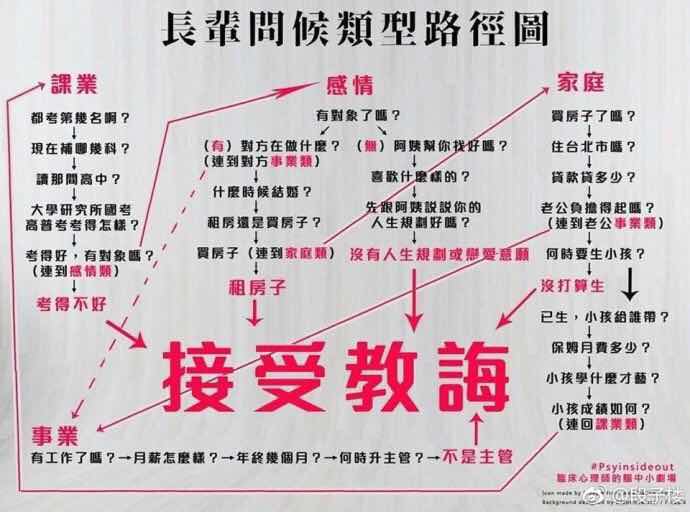 長輩問候類型路徑圖
課業
都考第幾名啊？
現在補哪幾科？
讀那間高中？
大學研究所國考
高普考考得怎樣？
考得好，有對象嗎？
（連到感情類）
考得不好
感情
有對象了嗎？
（有）對方在做什麼？
（連到對方事業類）
什麼時候結婚？
租房還是買房子？
買房子（連到家庭類）
租房子
（無）阿姨幫你找好嗎？
喜歡什麼樣的？
先跟阿姨說說你的
人生規劃好嗎？
沒有人生規劃或戀愛意願
家庭
買房子了嗎？
住台北市嗎？
貸款貸多少？
老公負擔得起嗎？
（連到老公事業類）
何時要生小孩？
沒打算生
已生，小孩給誰帶？
保姆月費多少？
小孩學什麼才藝？
小孩成績如何？
（連回課業類）
接受教誨
事業
有工作了嗎？→月薪怎麼樣？→年終幾個月？→何時升主管？→不是主管
#Psyinsideout
臨床心理師的腦中小劇場
Icon made by
Background designed by
@段子楼